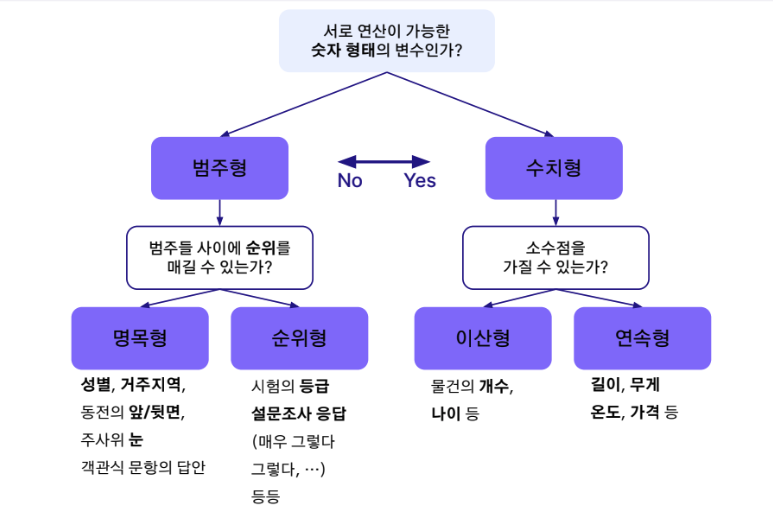 서로 연산이 가능한
숫자 형태의 변수인가?
범주형
No
Yes
수치형
범주들 사이에 순위를
매길 수 있는가?
소수점을
가질 수 있는가?
명목형
순위형
이산형
연속형
성별, 거주지역,
동전의 앞/뒷면,
주사위 눈
객관식 문항의 답안
시험의 등급
설문조사 응답
(매우 그렇다
그렇다, …)
등등
물건의 개수,
나이 등
길이, 무게
온도, 가격 등